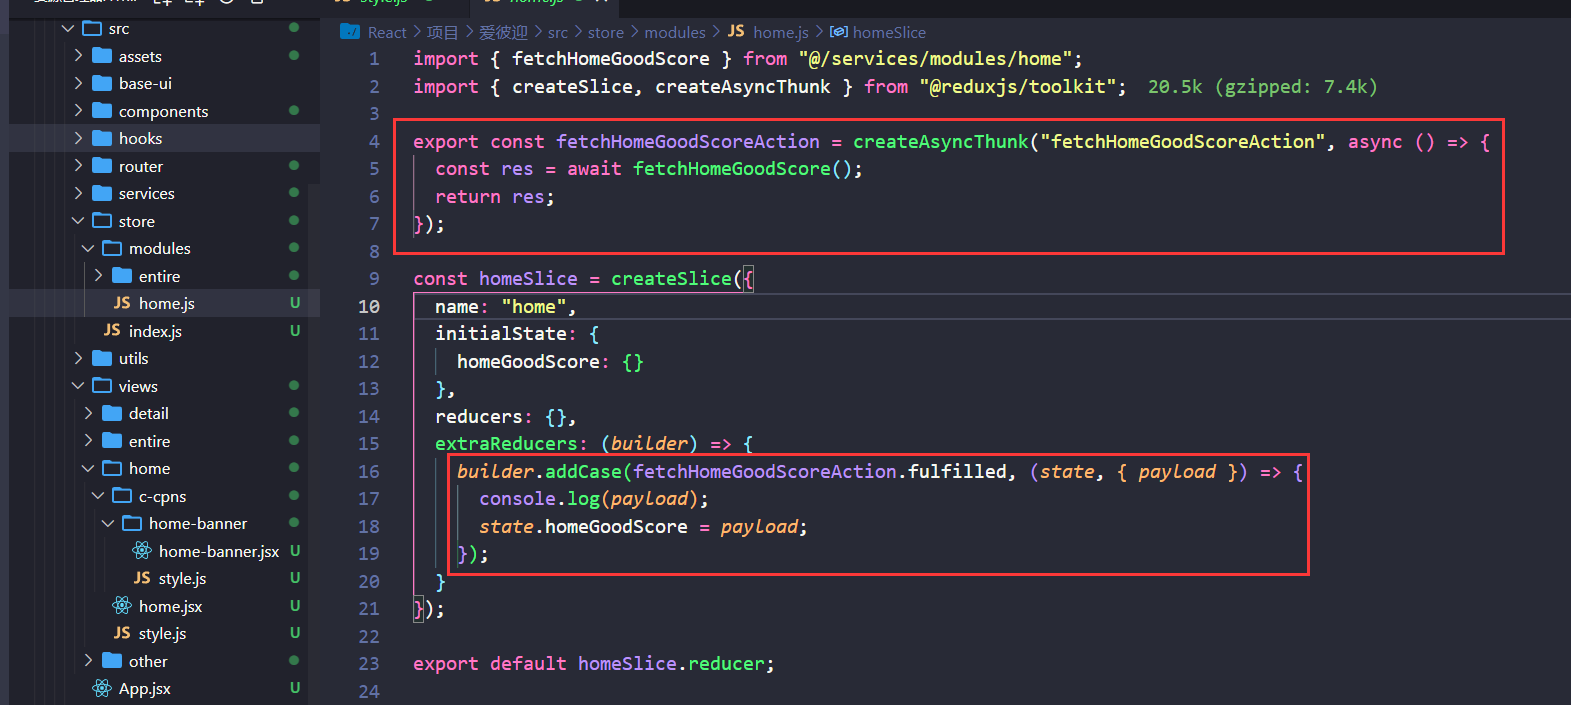 style.js
home.js
src
assets
base-ui
components
hooks
router
services
store
modules
entire
home.js U
index.js U
utils
views
detail
entire
home
c-cpns
home-banner
home-banner.jsx U
style.js U
home.jsx U
style.js U
other
App.jsx U
React > 项目 > 爱彼迎 > src > store > modules > JS home.js > homeSlice
1 import { fetchHomeGoodScore } from "@/services/modules/home";
2 import { createSlice, createAsyncThunk } from "@reduxjs/toolkit"; 20.5k (gzipped: 7.4k)
3
4 export const fetchHomeGoodScoreAction = createAsyncThunk("fetchHomeGoodScoreAction", async () => {
5 const res = await fetchHomeGoodScore();
6 return res;
7 });
8
9 const homeSlice = createSlice({
10 name: "home",
11 initialState: {
12 homeGoodScore: {}
13 },
14 reducers: {},
15 extraReducers: (builder) => {
16 builder.addCase(fetchHomeGoodScoreAction.fulfilled, (state, { payload }) => {
17 console.log(payload);
18 state.homeGoodScore = payload;
19 });
20 }
21 });
22
23 export default homeSlice.reducer;
24